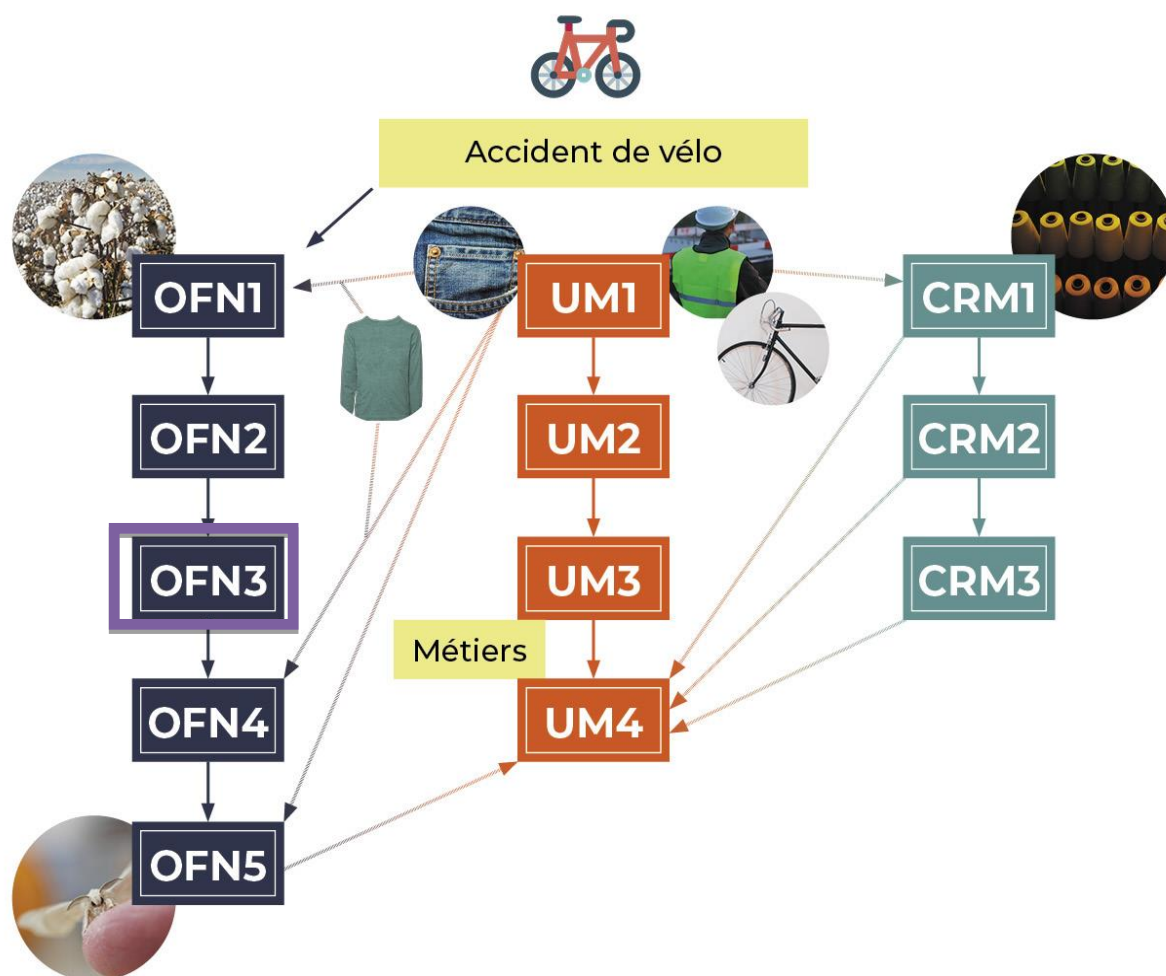 Accident de vélo
OFN1
UM1
CRM1
OFN2
UM2
CRM2
OFN3
UM3
CRM3
Métiers
OFN4
UM4
OFN5